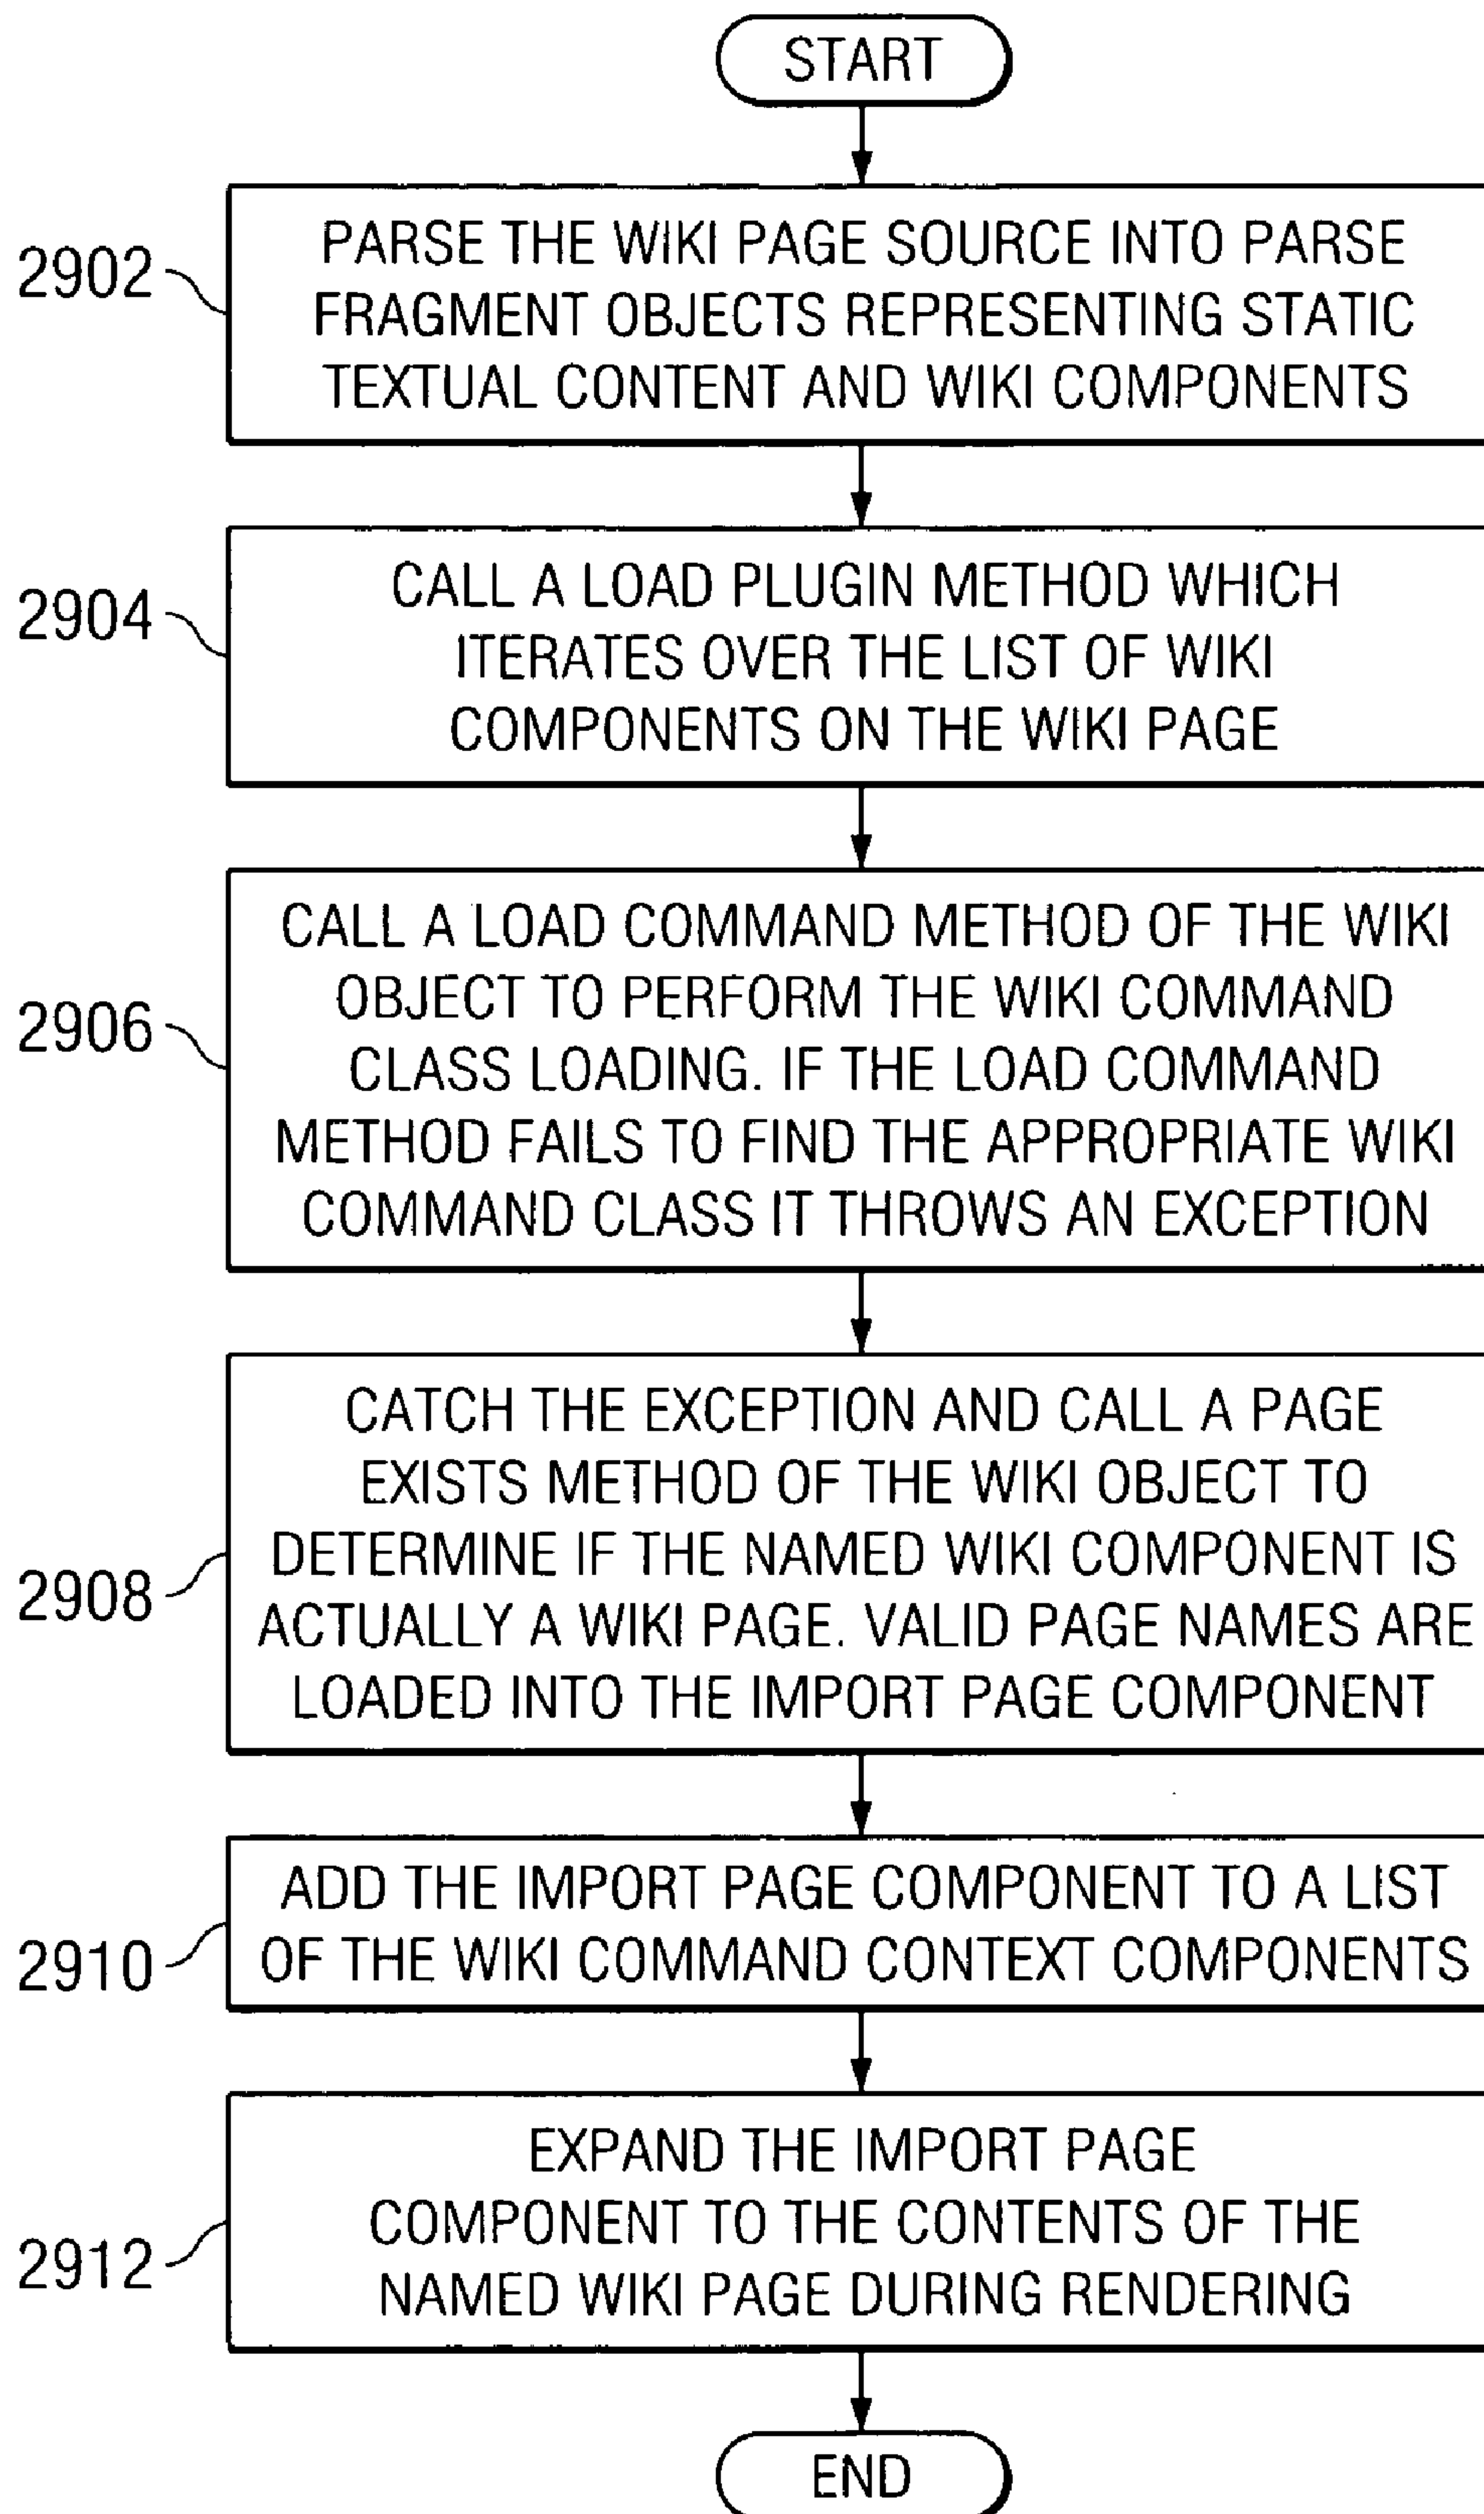 START
2902
PARSE THE WIKI PAGE SOURCE INTO PARSE
FRAGMENT OBJECTS REPRESENTING STATIC
TEXTUAL CONTENT AND WIKI COMPONENTS
2904
CALL A LOAD PLUGIN METHOD WHICH
ITERATES OVER THE LIST OF WIKI
COMPONENTS ON THE WIKI PAGE
2906
CALL A LOAD COMMAND METHOD OF THE WIKI
OBJECT TO PERFORM THE WIKI COMMAND
CLASS LOADING. IF THE LOAD COMMAND
METHOD FAILS TO FIND THE APPROPRIATE WIKI
COMMAND CLASS IT THROWS AN EXCEPTION
2908
CATCH THE EXCEPTION AND CALL A PAGE
EXISTS METHOD OF THE WIKI OBJECT TO
DETERMINE IF THE NAMED WIKI COMPONENT IS
ACTUALLY A WIKI PAGE. VALID PAGE NAMES ARE
LOADED INTO THE IMPORT PAGE COMPONENT
2910
ADD THE IMPORT PAGE COMPONENT TO A LIST
OF THE WIKI COMMAND CONTEXT COMPONENTS
2912
EXPAND THE IMPORT PAGE
COMPONENT TO THE CONTENTS OF THE
NAMED WIKI PAGE DURING RENDERING
END